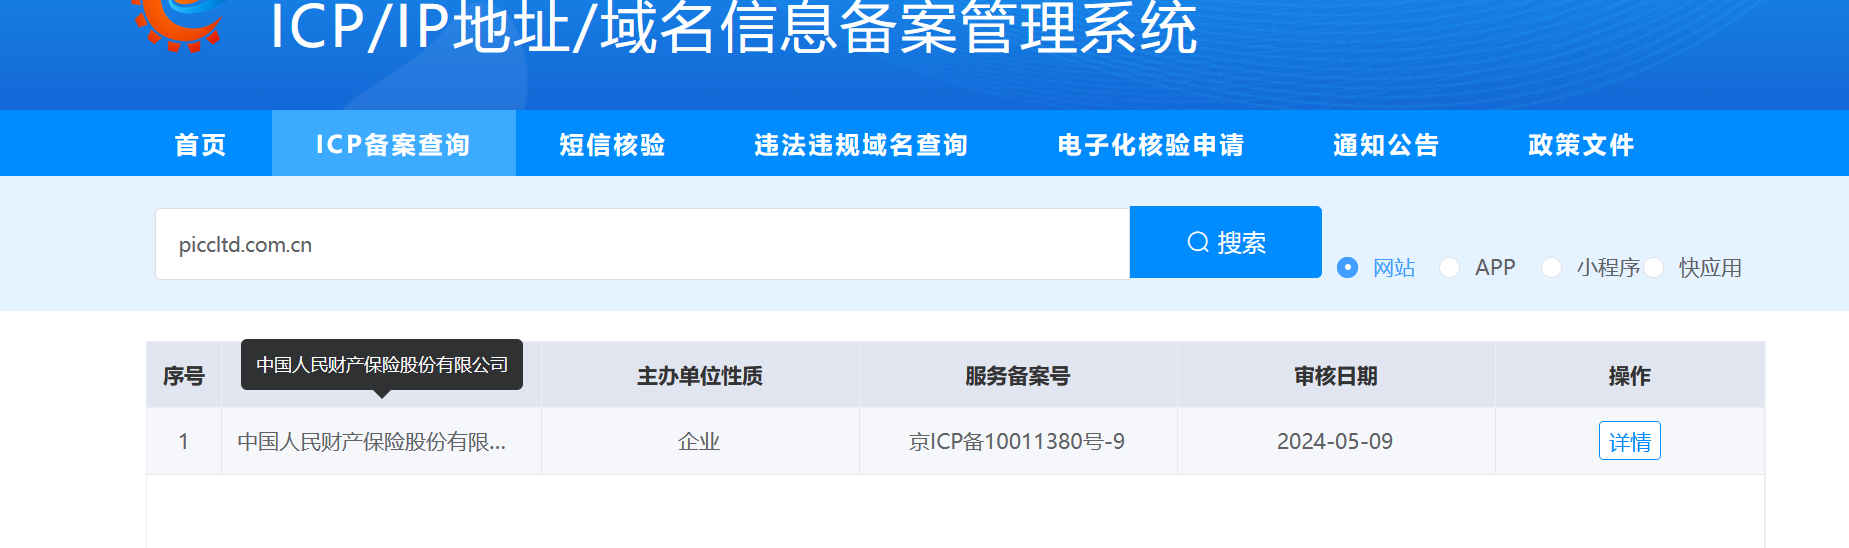 ICP/IP地址/域名信息备案管理系统
首页 ICP备案查询 短信核验 违法违规域名查询 电子化核验申请 通知公告 政策文件
piccltd.com.cn 搜索 网站 APP 小程序 快应用
中国人民财产保险股份有限公司
序号 主办单位性质 服务备案号 审核日期 操作
1 中国人民财产保险股份有限... 企业 京ICP备10011380号-9 2024-05-09 详情